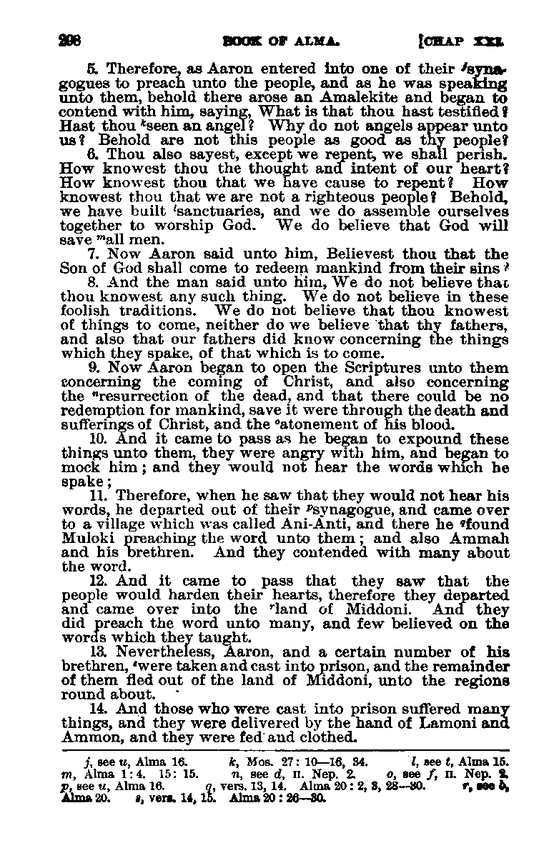 298 BOOK OF ALMA. [CHAP XXI.
5. Therefore, as Aaron entered into one of their ʲsyna-
gogues to preach unto the people, and as he was speaking
unto them, behold there arose an Amalekite and began to
contend with him, saying, What is that thou hast testified?
Hast thou ᵏseen an angel? Why do not angels appear unto
us? Behold are not this people as good as thy people?
6. Thou also sayest, except we repent, we shall perish.
How knowest thou the thought and intent of our heart?
How knowest thou that we have cause to repent? How
knowest thou that we are not a righteous people? Behold,
we have built ˡsanctuaries, and we do assemble ourselves
together to worship God. We do believe that God will
save ᵐall men.
7. Now Aaron said unto him, Believest thou that the
Son of God shall come to redeem mankind from their sins?
8. And the man said unto him, We do not believe that
thou knowest any such thing. We do not believe in these
foolish traditions. We do not believe that thou knowest
of things to come, neither do we believe that thy fathers,
and also that our fathers did know concerning the things
which they spake, of that which is to come.
9. Now Aaron began to open the Scriptures unto them
concerning the coming of Christ, and also concerning
the ⁿresurrection of the dead, and that there could be no
redemption for mankind, save it were through the death and
sufferings of Christ, and the ᵒatonement of his blood.
10. And it came to pass as he began to expound these
things unto them, they were angry with him, and began to
mock him; and they would not hear the words which he
spake;
11. Therefore, when he saw that they would not hear his
words, he departed out of their ᵖsynagogue, and came over
to a village which was called Ani-Anti, and there he ᑫfound
Muloki preaching the word unto them; and also Ammah
and his brethren. And they contended with many about
the word.
12. And it came to pass that they saw that the
people would harden their hearts, therefore they departed
and came over into the ʳland of Middoni. And they
did preach the word unto many, and few believed on the
words which they taught.
13. Nevertheless, Aaron, and a certain number of his
brethren, ˢwere taken and cast into prison, and the remainder
of them fled out of the land of Middoni, unto the regions
round about.
14. And those who were cast into prison suffered many
things, and they were delivered by the hand of Lamoni and
Ammon, and they were fed and clothed.
j, see u, Alma 16. k, Mos. 27: 10—16, 34. l, see t, Alma 15.
m, Alma 1: 4. 15: 15. n, see d, II. Nep. 2. o, see f, II. Nep. 2.
p, see u, Alma 16. q, vers. 13, 14. Alma 20: 2, 3, 28—30. r, see b,
Alma 20. s, vers. 14, 15. Alma 20: 26—30.